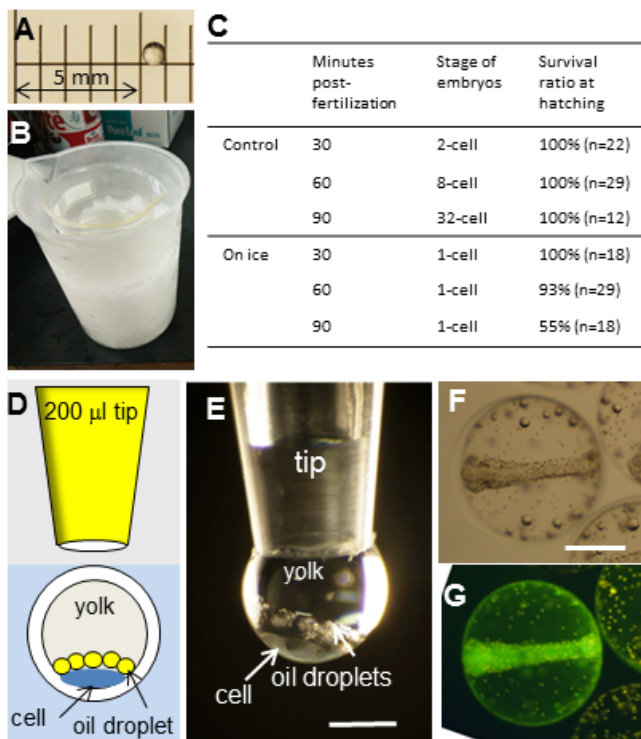 A
5 mm
B
Pure Leaf
C
Minutes post-fertilization
Stage of embryos
Survival ratio at hatching
Control 30 2-cell 100% (n=22)
60 8-cell 100% (n=29)
90 32-cell 100% (n=12)
On ice 30 1-cell 100% (n=18)
60 1-cell 93% (n=29)
90 1-cell 55% (n=18)
D
200 µl tip
yolk
cell
oil droplet
E
tip
yolk
cell
oil droplets
F
G